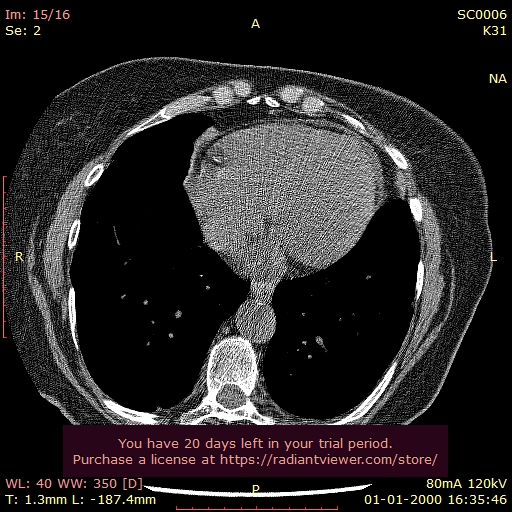 Im: 15/16
Se: 2
A
SC0006
K31
NA
R
L
You have 20 days left in your trial period.
Purchase a license at https://radiantviewer.com/store/
WL: 40 WW: 350 [D]
T: 1.3mm L: -187.4mm
P
80mA 120kV
01-01-2000 16:35:46